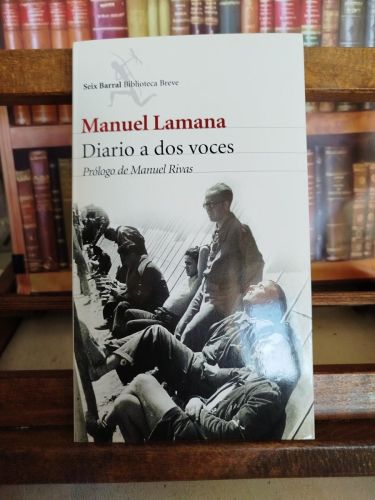 Seix Barral Biblioteca Breve
Manuel Lamana
Diario a dos voces
Prólogo de Manuel Rivas